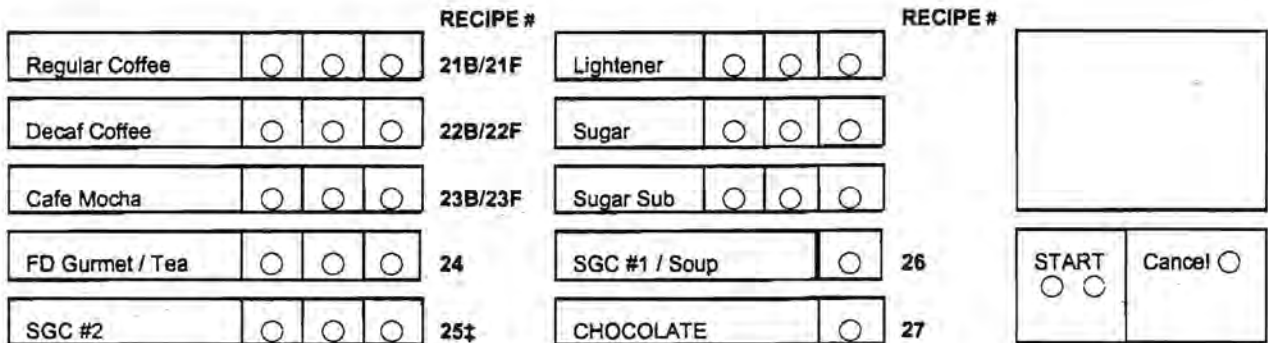 RECIPE # RECIPE #
Regular Coffee 21B/21F Lightener
Decaf Coffee 22B/22F Sugar
Cafe Mocha 23B/23F Sugar Sub
FD Gurmet / Tea 24 SGC #1 / Soup 26 START Cancel
SGC #2 25‡ CHOCOLATE 27